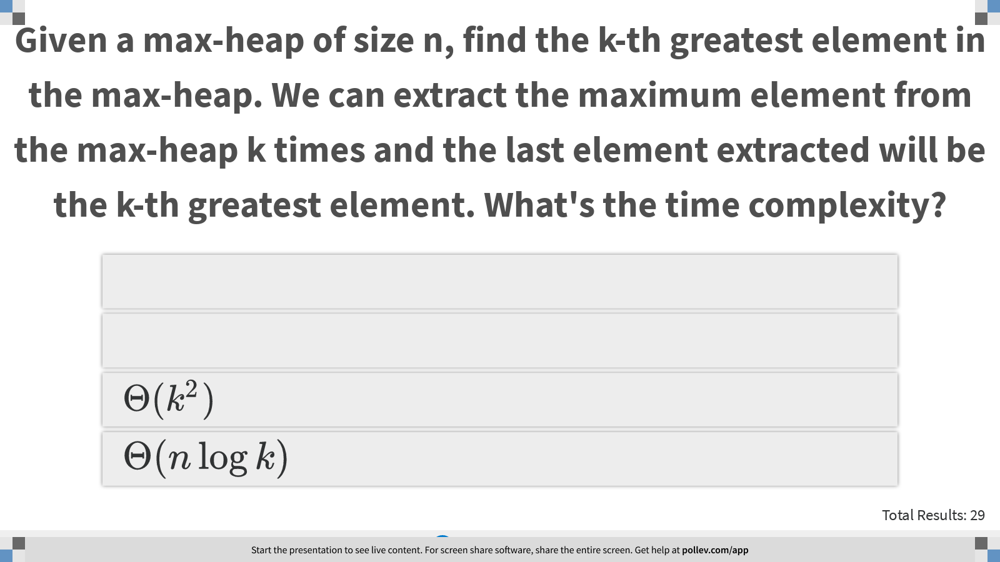 Given a max-heap of size n, find the k-th greatest element in
the max-heap. We can extract the maximum element from
the max-heap k times and the last element extracted will be
the k-th greatest element. What's the time complexity?
Θ(k²)
Θ(n log k)
Total Results: 29
Start the presentation to see live content. For screen share software, share the entire screen. Get help at pollev.com/app